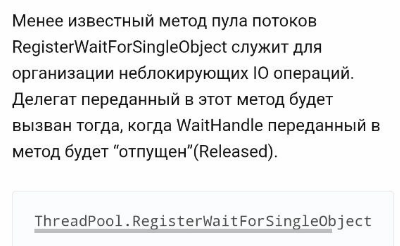 Менее известный метод пула потоков
RegisterWaitForSingleObject служит для
организации неблокирующих IO операций.
Делегат переданный в этот метод будет
вызван тогда, когда WaitHandle переданный в
метод будет “отпущен”(Released).
ThreadPool.RegisterWaitForSingleObject